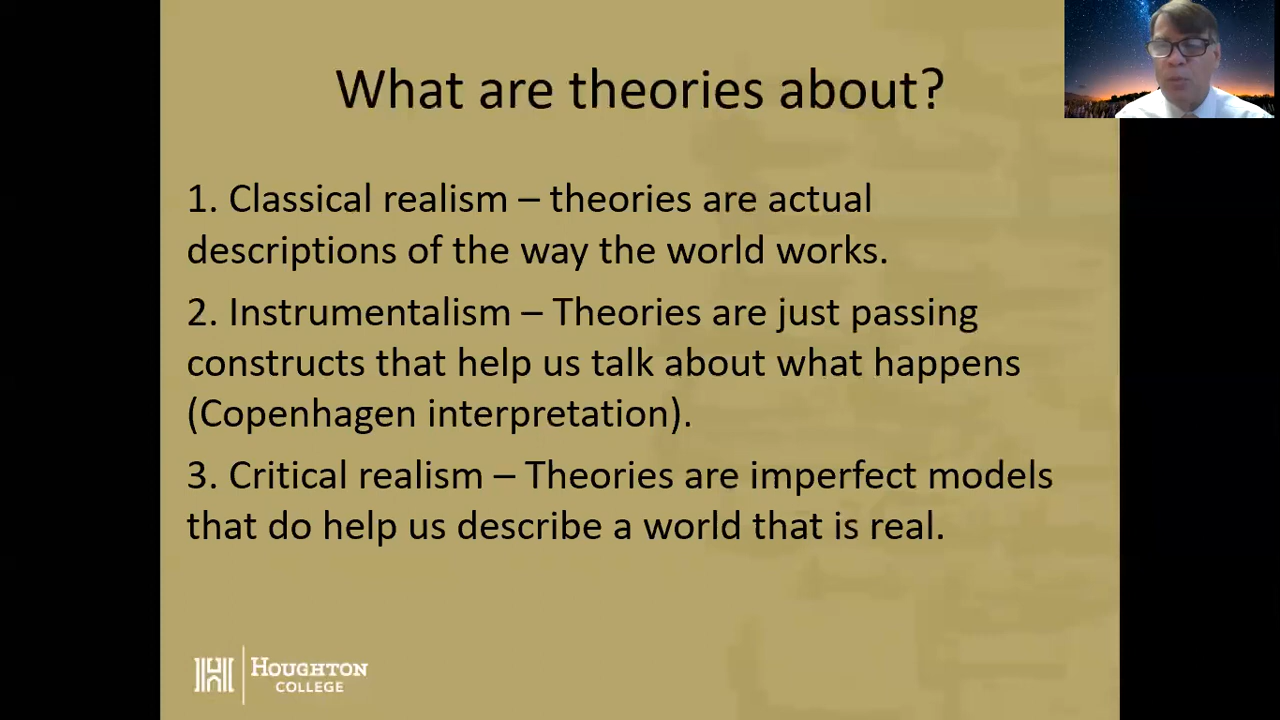 What are theories about?
1. Classical realism – theories are actual
descriptions of the way the world works.
2. Instrumentalism – Theories are just passing
constructs that help us talk about what happens
(Copenhagen interpretation).
3. Critical realism – Theories are imperfect models
that do help us describe a world that is real.
HOUGHTON
COLLEGE